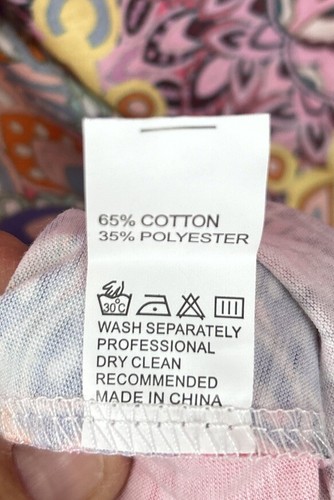 65% COTTON
35% POLYESTER
30°C
WASH SEPARATELY
PROFESSIONAL
DRY CLEAN
RECOMMENDED
MADE IN CHINA